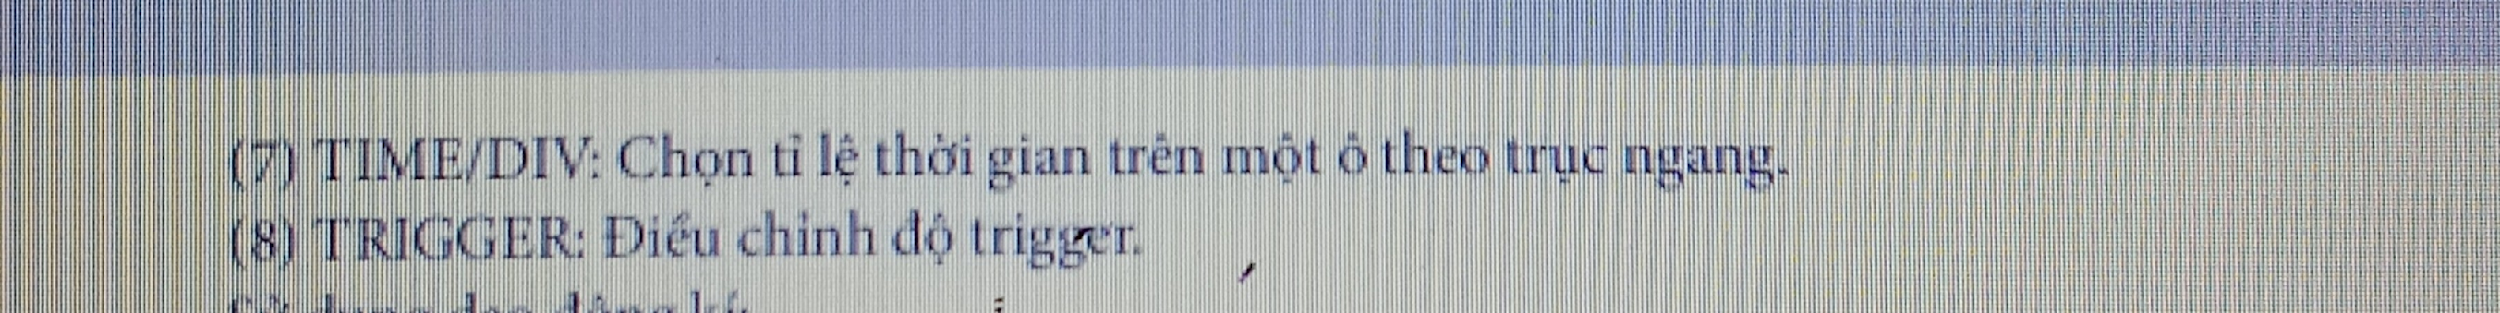 (7) TIME/DIV: Chọn tỉ lệ thời gian trên một ô theo trục ngang.
(8) TRIGGER: Điều chỉnh độ trigger.